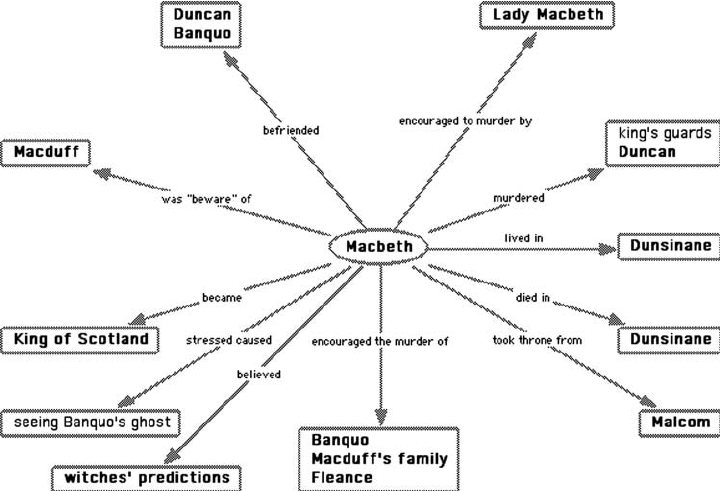 Duncan
Banquo
Lady Macbeth
befriended
encouraged to murder by
king's guards
Duncan
Macduff
was "beware" of
murdered
lived in
Macbeth
Dunsinane
became
died in
King of Scotland
stressed caused
encouraged the murder of
took throne from
Dunsinane
believed
seeing Banquo's ghost
Malcom
Banquo
Macduff's family
Fleance
witches' predictions